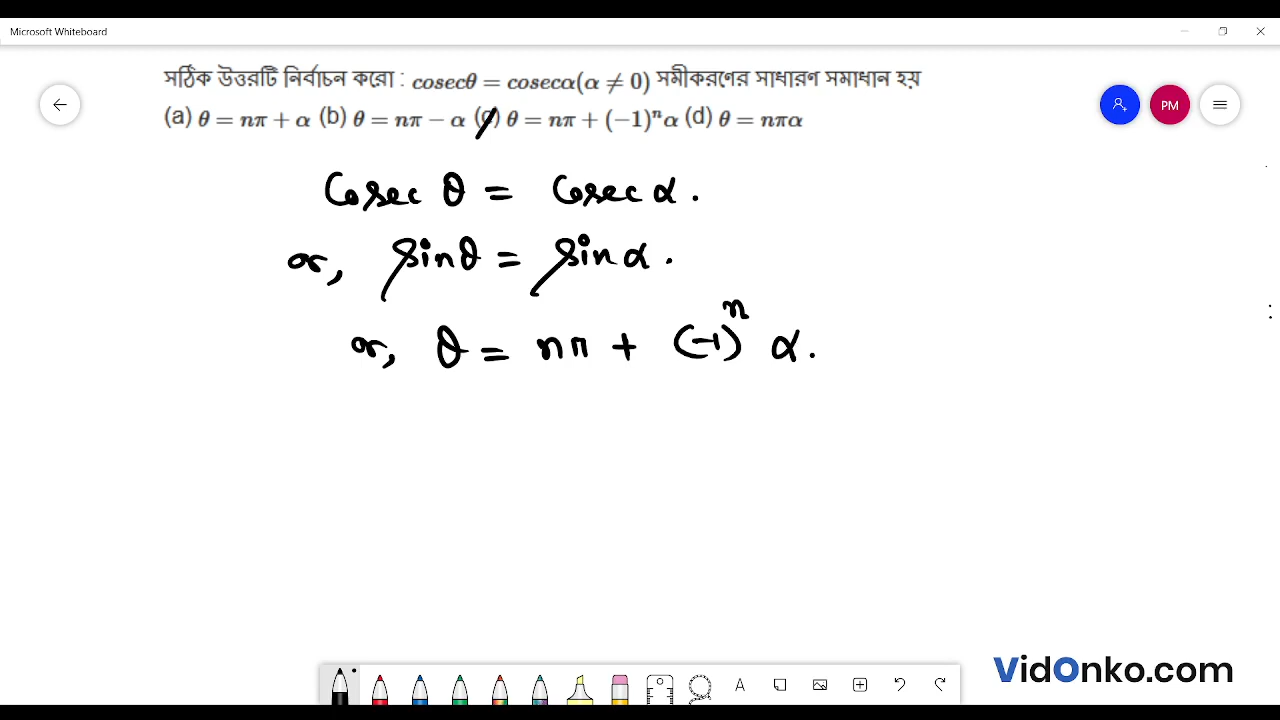 Microsoft Whiteboard
সঠিক উত্তরটি নির্বাচন করো : cosecθ = cosecα(α ≠ 0) সমীকরণের সাধারণ সমাধান হয়
(a) θ = nπ + α (b) θ = nπ − α (c) θ = nπ + (−1)ⁿα (d) θ = nπα
PM
Cosec θ = Cosec α.
or, Sinθ = Sin α.
or, θ = nπ + (−1)ⁿ α.
A
VidOnko.com